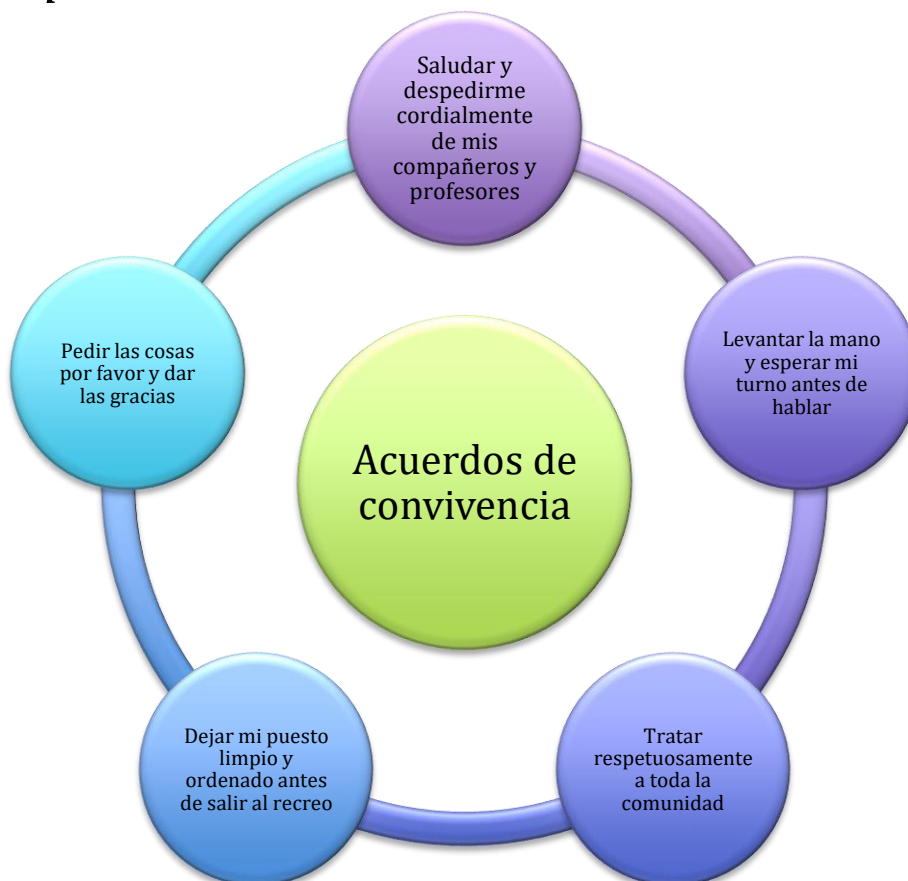 Saludar y
despedirme
cordialmente
de mis
compañeros y
profesores
Levantar la mano
y esperar mi
turno antes de
hablar
Tratar
respetuosamente
a toda la
comunidad
Dejar mi puesto
limpio y
ordenado antes
de salir al recreo
Pedir las cosas
por favor y dar
las gracias
Acuerdos de
convivencia